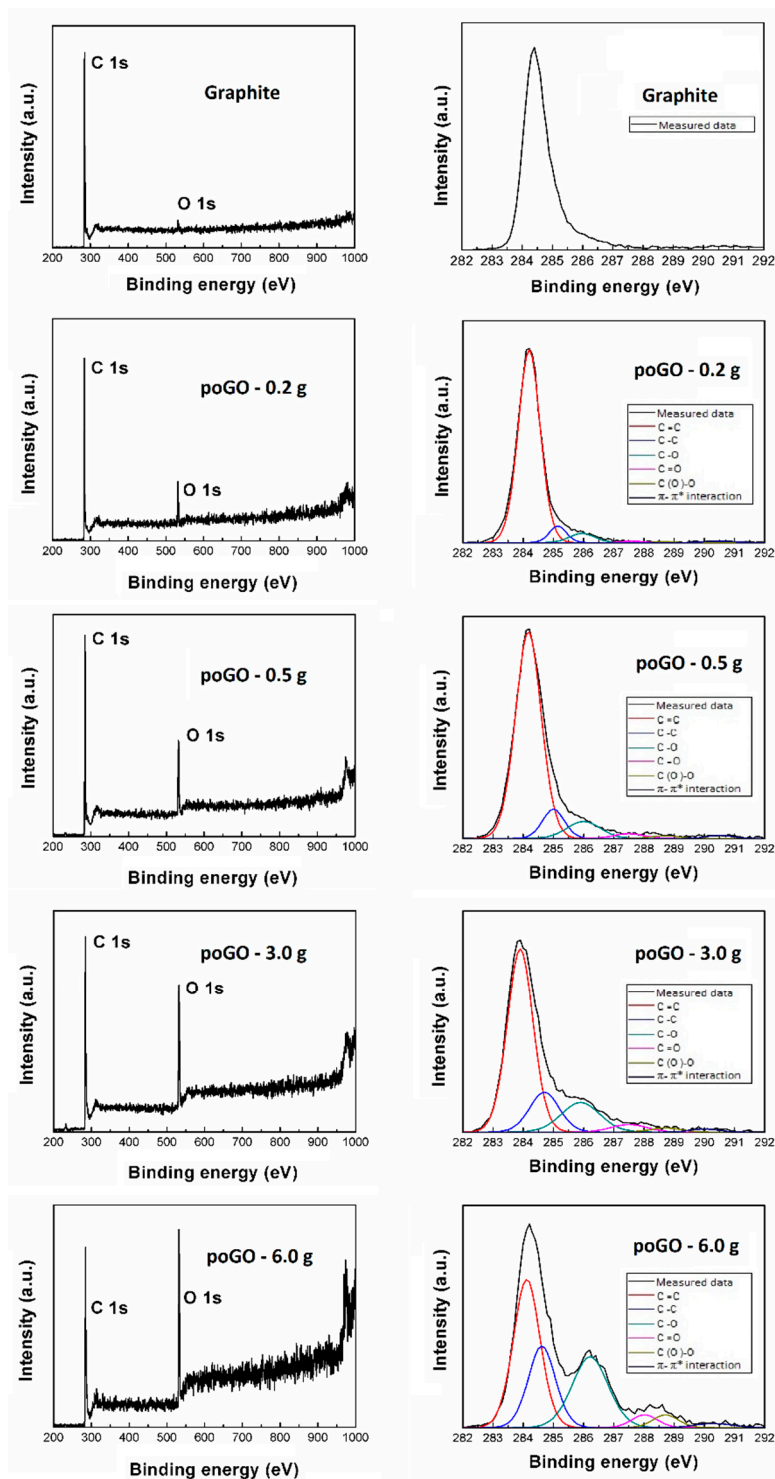 C 1s
Graphite
O 1s
Intensity (a.u.)
200 300 400 500 600 700 800 900 1000
Binding energy (eV)
Graphite
Measured data
Intensity (a.u.)
282 283 284 285 286 287 288 289 290 291 292
Binding energy (eV)
C 1s
poGO - 0.2 g
O 1s
Intensity (a.u.)
200 300 400 500 600 700 800 900 1000
Binding energy (eV)
poGO - 0.2 g
Measured data
C =C
C -C
C -O
C =O
C (O )-O
π- π* interaction
Intensity (a.u.)
282 283 284 285 286 287 288 289 290 291 292
Binding energy (eV)
C 1s
poGO - 0.5 g
O 1s
Intensity (a.u.)
200 300 400 500 600 700 800 900 1000
Binding energy (eV)
poGO - 0.5 g
Measured data
C =C
C -C
C -O
C =O
C (O )-O
π- π* interaction
Intensity (a.u.)
282 283 284 285 286 287 288 289 290 291 292
Binding energy (eV)
C 1s
poGO - 3.0 g
O 1s
Intensity (a.u.)
200 300 400 500 600 700 800 900 1000
Binding energy (eV)
poGO - 3.0 g
Measured data
C =C
C -C
C -O
C =O
C (O )-O
π- π* interaction
Intensity (a.u.)
282 283 284 285 286 287 288 289 290 291 292
Binding energy (eV)
poGO - 6.0 g
C 1s
O 1s
Intensity (a.u.)
200 300 400 500 600 700 800 900 1000
Binding energy (eV)
poGO - 6.0 g
Measured data
C =C
C -C
C -O
C =O
C (O )-O
π- π* interaction
Intensity (a.u.)
282 283 284 285 286 287 288 289 290 291 292
Binding energy (eV)